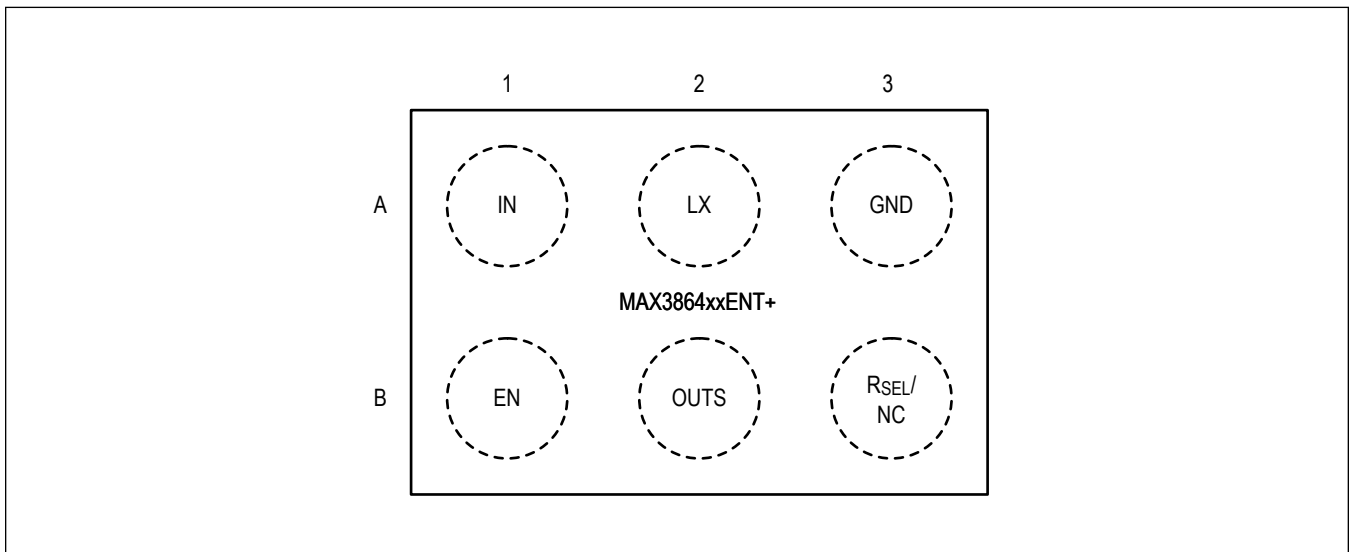 1 2 3
A IN LX GND
MAX3864xxENT+
B EN OUTS RSEL/
NC